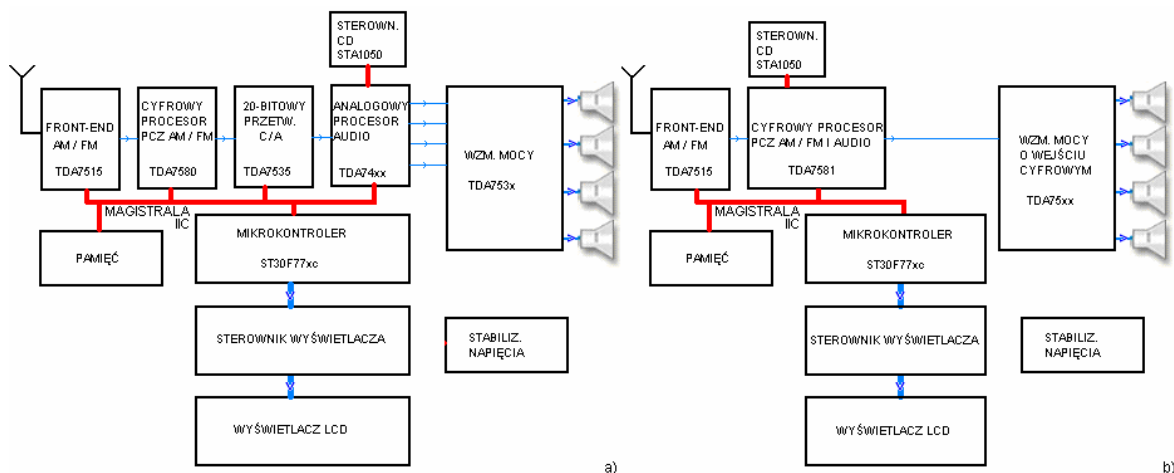 STEROWN.
CD
STA1050
FRONT-END
AM / FM
TDA7515
CYFROWY
PROCESOR
PCZ AM / FM
TDA7580
20-BITOWY
PRZETW.
C/A
TDA7535
ANALOGOWY
PROCESOR
AUDIO
TDA74xx
WZM. MOCY
TDA753x
MAGISTRALA
IIC
PAMIĘĆ
MIKROKONTROLER
ST30F77xc
STEROWNIK WYŚWIETLACZA
STABILIZ.
NAPIĘCIA
WYŚWIETLACZ LCD
a)
STEROWN.
CD
STA1050
FRONT-END
AM / FM
TDA7515
CYFROWY PROCESOR
PCZ AM / FM I AUDIO
TDA7581
WZM. MOCY
O WEJŚCIU
CYFROWYM
TDA75xx
MAGISTRALA
IIC
PAMIĘĆ
MIKROKONTROLER
ST30F77xc
STEROWNIK WYŚWIETLACZA
STABILIZ.
NAPIĘCIA
WYŚWIETLACZ LCD
b)